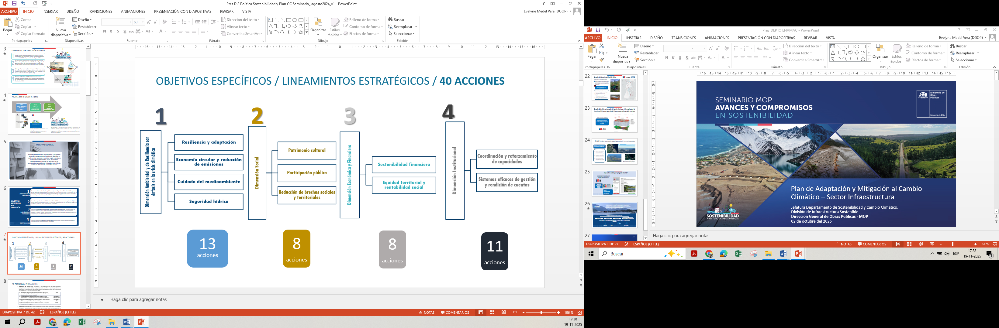 Pres DIS Politica Sostenibilidad y Plan CC Seminario_ agosto2024_v1 - PowerPoint
ARCHIVO INICIO INSERTAR DISEÑO TRANSICIONES ANIMACIONES PRESENTACIÓN CON DIAPOSITIVAS REVISAR VISTA
Evelyne Medel Vera (DGOP)
Pegar
Cortar
Copiar
Copiar formato
Portapapeles
Nueva diapositiva
Diseño
Restablecer
Sección
Diapositivas
60
N K S S abc AV Aa A
Fuente
Dirección del texto
Alinear texto
Convertir a SmartArt
Párrafo
Organizar
Estilos rápidos
Relleno de forma
Contorno de forma
Efectos de forma
Dibujo
Buscar
Reemplazar
Seleccionar
Edición
3
COMPROMISOS EN PLANIFICACIÓN SOSTENIBLE
4
POLITICA MOP EN ESCALA DE TIEMPO
5
OBJETIVO GENERAL
6
OBJETIVOS ESPECÍFICOS POR DIMENSIÓN
7
OBJETIVOS ESPECÍFICOS / LINEAMIENTOS ESTRATÉGICOS / 40 ACCIONES
8
40 ACCIONES / INDICADORES
OBJETIVOS ESPECÍFICOS / LINEAMIENTOS ESTRATÉGICOS / 40 ACCIONES
1
Dimensión Ambiental y de Resiliencia con
énfasis en la crisis climática
Resiliencia y adaptación
Economía circular y reducción
de emisiones
Cuidado del medioambiente
Seguridad hídrica
13
acciones
2
Dimensión Social
Patrimonio cultural
Participación pública
Reducción de brechas sociales
y territoriales
8
acciones
3
Dimensión Económica y Financiera
Sostenibilidad financiera
Equidad territorial y
rentabilidad social
8
acciones
4
Dimensión Institucional
Coordinación y reforzamiento
de capacidades
Sistemas eficaces de gestión
y rendición de cuentas
11
acciones
Haga clic para agregar notas
DIAPOSITIVA 7 DE 42 ESPAÑOL (CHILE) NOTAS COMENTARIOS 106 %
17:38
19-11-2025
Pres_DEPTO ENAMAC - PowerPoint
ARCHIVO INICIO INSERTAR DISEÑO TRANSICIONES ANIMACIONES PRESENTACIÓN CON DIAPOSITIVAS REVISAR VISTA
Evelyne Medel Vera (DGOP)
Pegar
Portapapeles
Nueva diapositiva
Diseño
Restablecer
Sección
Diapositivas
N K S S abc AV Aa A
Fuente
Dirección del texto
Alinear texto
Convertir a SmartArt
Párrafo
Organizar
Estilos rápidos
Relleno de forma
Contorno de forma
Efectos de forma
Dibujo
Buscar
Reemplazar
Seleccionar
Edición
22
23
24
25
26
27
SEMINARIO MOP
AVANCES Y COMPROMISOS
EN SOSTENIBILIDAD
Ministerio de
Obras
Públicas
Gobierno de Chile
Plan de Adaptación y Mitigación al Cambio
Climático – Sector Infraestructura
Jefatura Departamento de Sostenibilidad y Cambio Climático.
División de Infraestructura Sostenible
Dirección General de Obras Públicas - MOP
02 de octubre del 2025
SOSTENIBILIDAD
MINISTERIO DE OBRAS PÚBLICAS
Haga clic para agregar notas
DIAPOSITIVA 1 DE 27 ESPAÑOL (CHILE) NOTAS COMENTARIOS 67 %
Buscar
ESP
17:38
19-11-2025